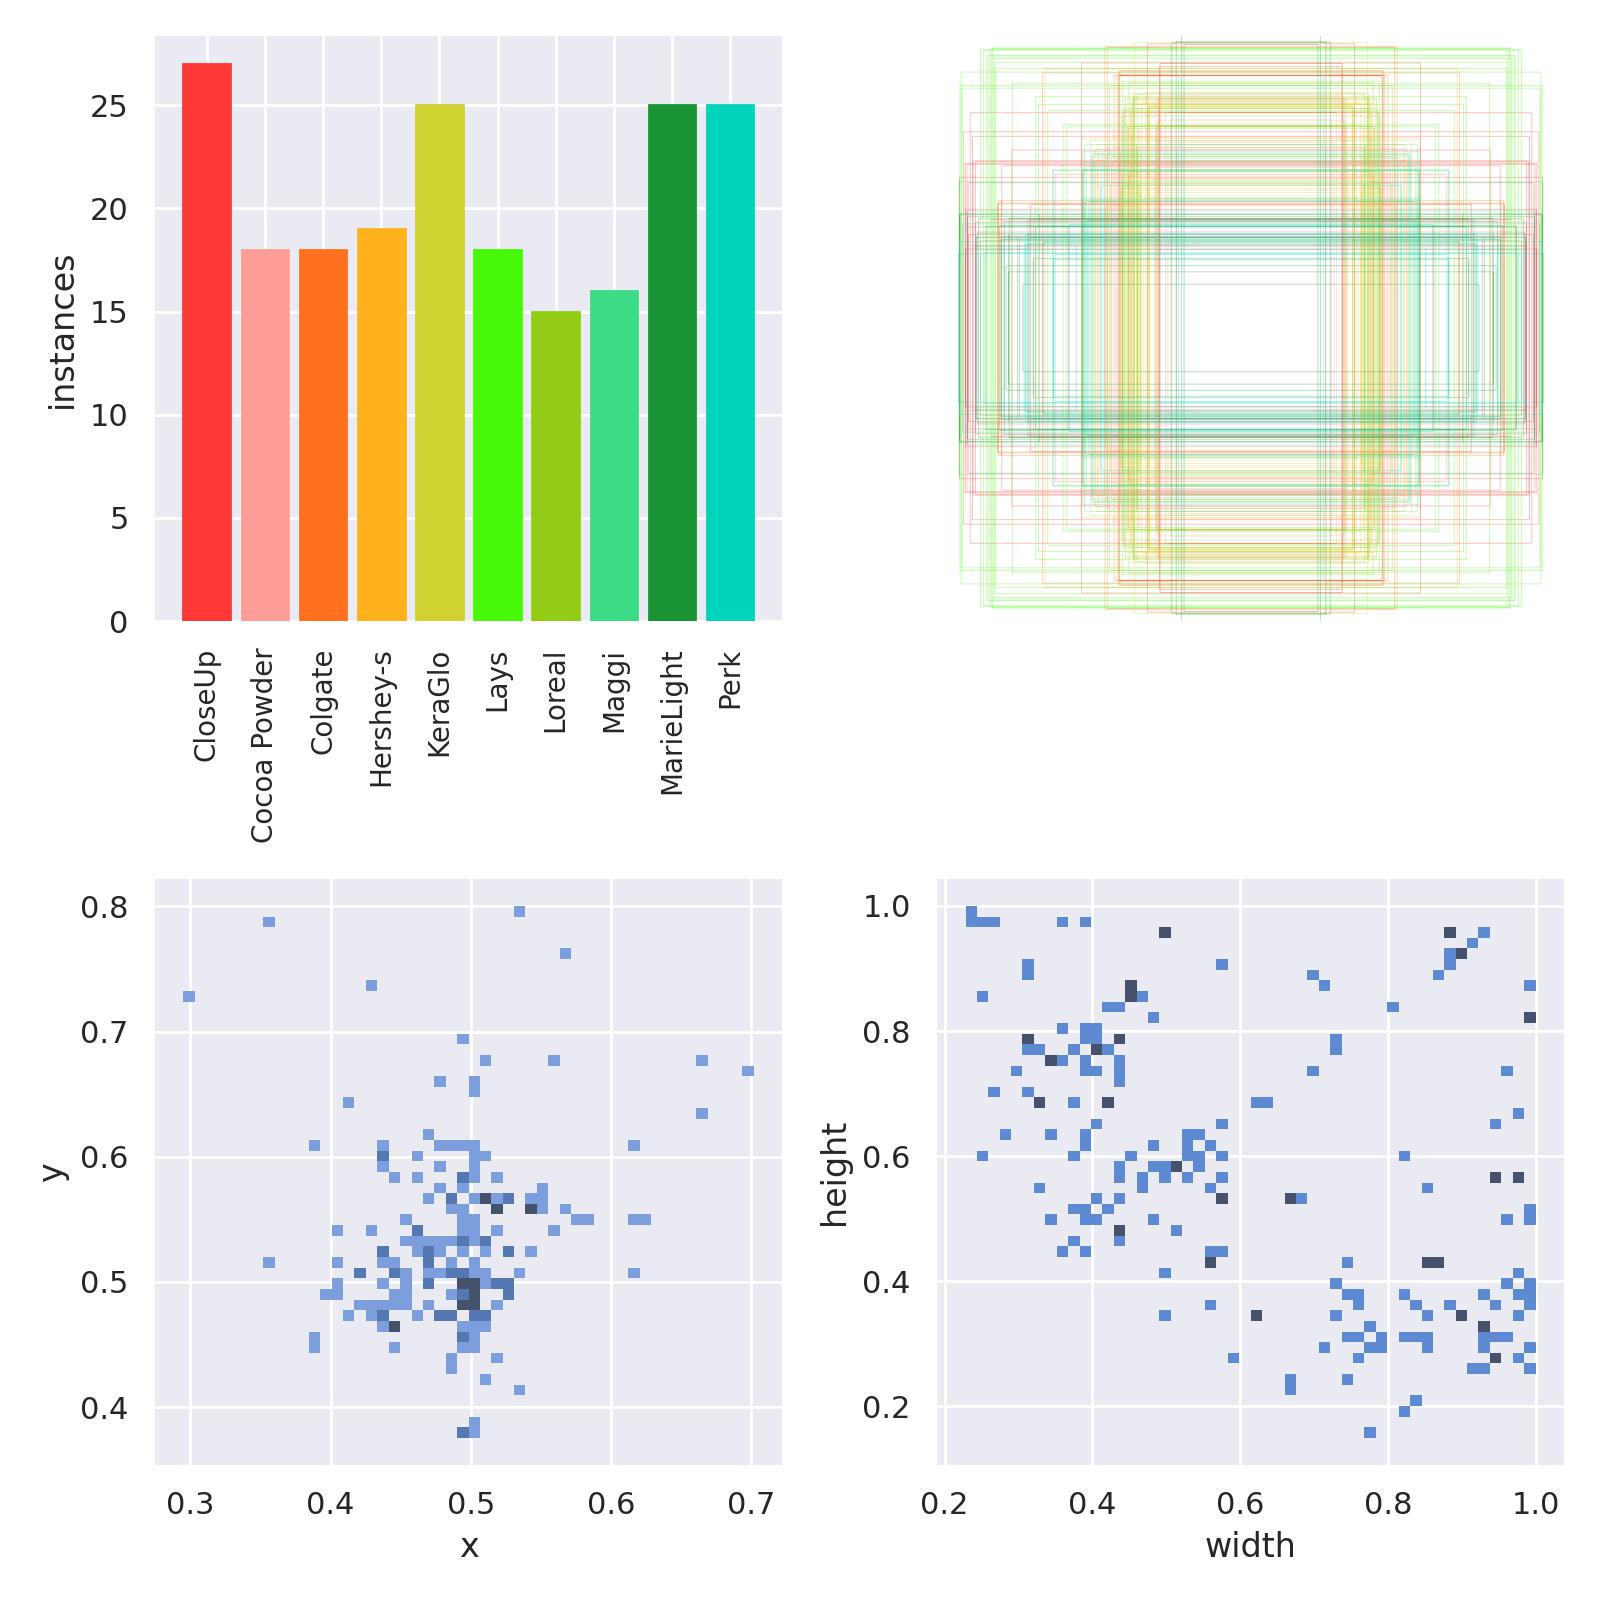 25
20
15
10
5
0
instances
CloseUp
Cocoa Powder
Colgate
Hershey-s
KeraGlo
Lays
Loreal
Maggi
MarieLight
Perk
0.8
0.7
0.6
0.5
0.4
y
0.3 0.4 0.5 0.6 0.7
x
1.0
0.8
0.6
0.4
0.2
height
0.2 0.4 0.6 0.8 1.0
width